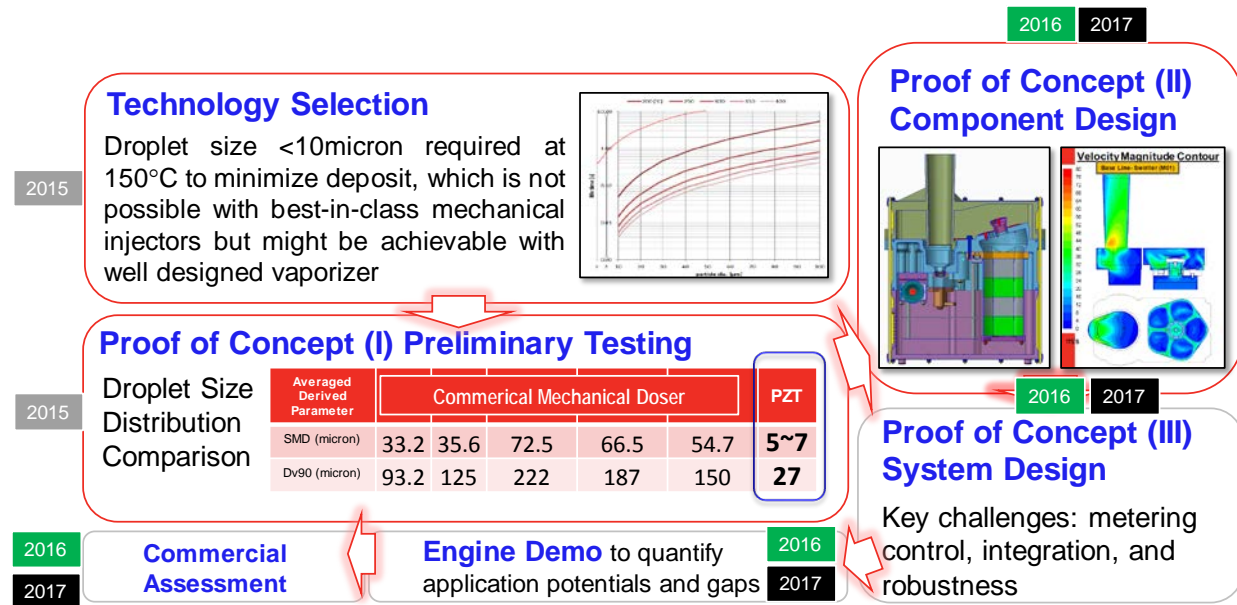 2015
Technology Selection
Droplet size <10micron required at
150°C to minimize deposit, which is not
possible with best-in-class mechanical
injectors but might be achievable with
well designed vaporizer
2015
Proof of Concept (I) Preliminary Testing
Droplet Size
Distribution
Comparison
Averaged
Derived
Parameter
Commerical Mechanical Doser
PZT
SMD (micron) 33.2 35.6 72.5 66.5 54.7 5~7
Dv90 (micron) 93.2 125 222 187 150 27
2016 2017
Proof of Concept (II)
Component Design
Velocity Magnitude Contour
2016 2017
Proof of Concept (III)
System Design
Key challenges: metering
control, integration, and
robustness
Engine Demo to quantify
application potentials and gaps
2016
2017
Commercial
Assessment
2016
2017